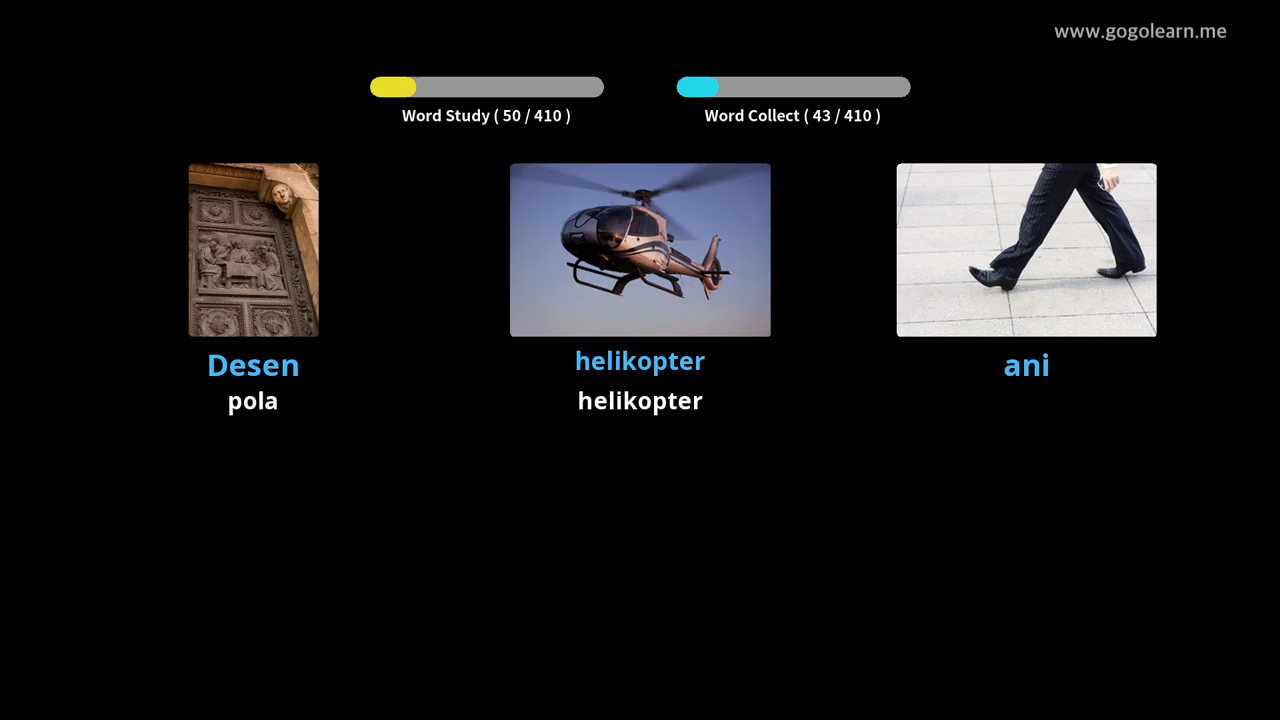 www.gogolearn.me
Word Study ( 50 / 410 )
Word Collect ( 43 / 410 )
Desen
pola
helikopter
helikopter
ani